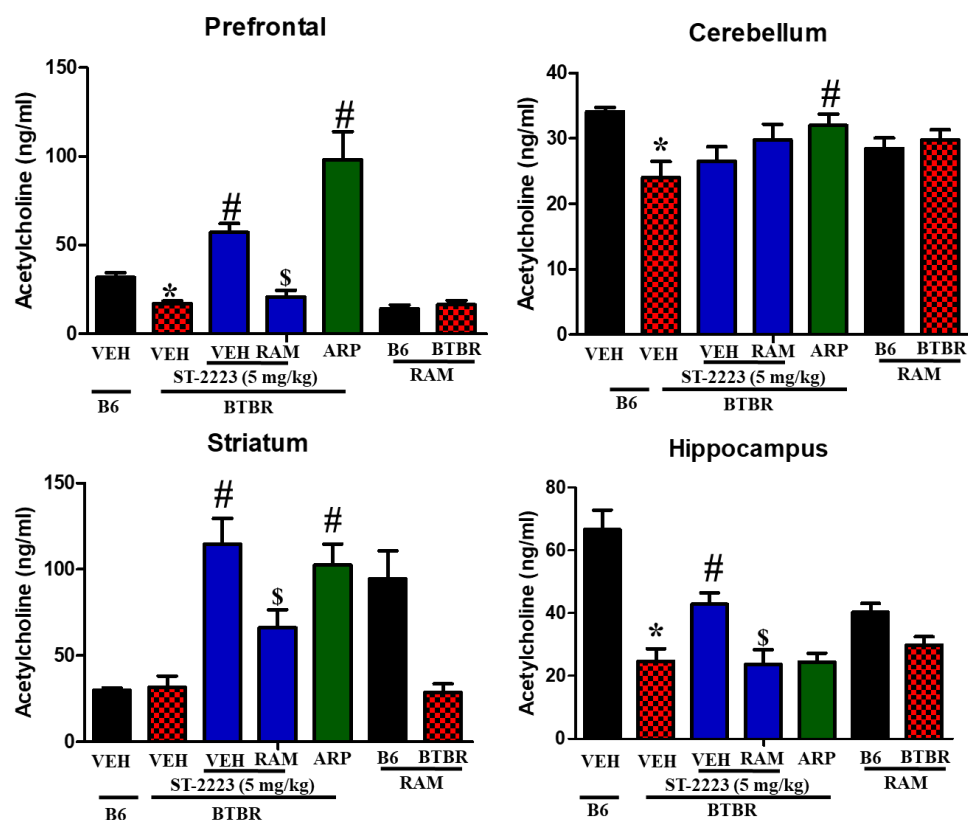 Prefrontal
Acetylcholine (ng/ml)
150
100
50
0
*
#
$
#
VEH VEH VEH RAM ARP B6 BTBR
ST-2223 (5 mg/kg) RAM
B6 BTBR
Cerebellum
Acetylcholine (ng/ml)
40
30
20
10
0
*
#
VEH VEH VEH RAM ARP B6 BTBR
ST-2223 (5 mg/kg) RAM
B6 BTBR
Striatum
Acetylcholine (ng/ml)
150
100
50
0
#
$
#
VEH VEH VEH RAM ARP B6 BTBR
ST-2223 (5 mg/kg) RAM
B6 BTBR
Hippocampus
Acetylcholine (ng/ml)
80
60
40
20
0
*
#
$
VEH VEH VEH RAM ARP B6 BTBR
ST-2223 (5 mg/kg) RAM
B6 BTBR